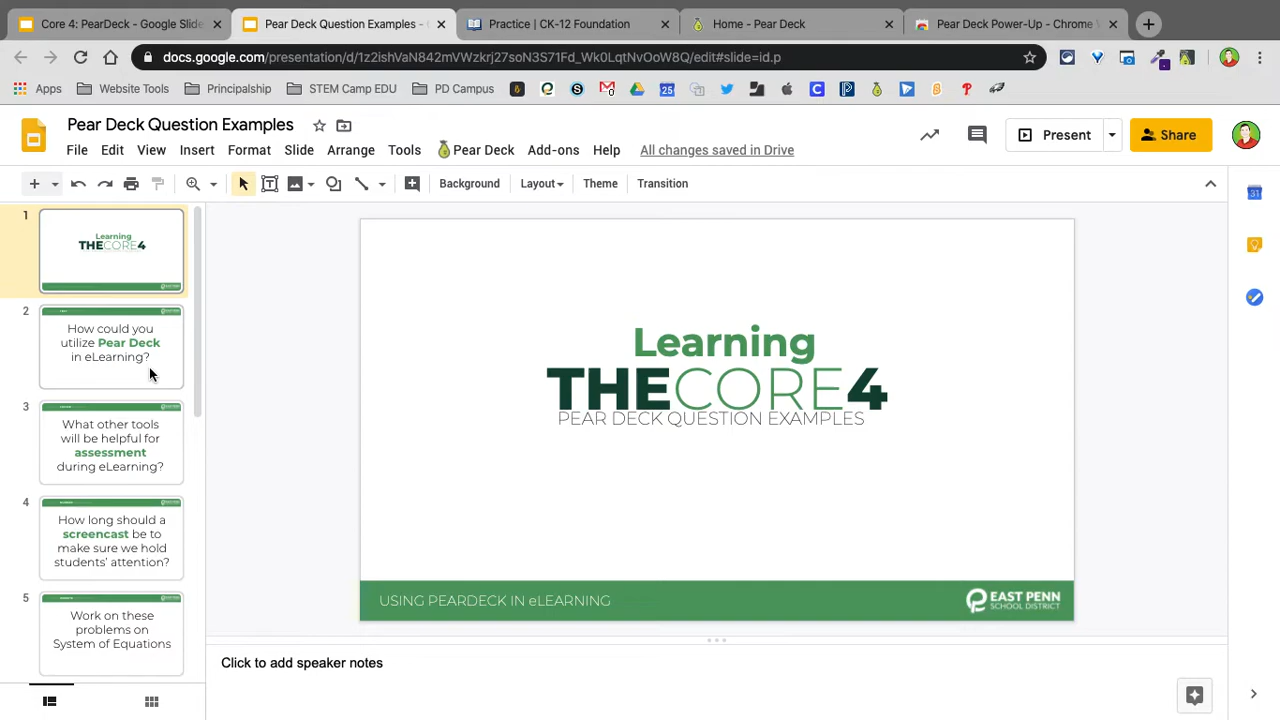 Core 4: PearDeck - Google Slide
Pear Deck Question Examples -
Practice | CK-12 Foundation
Home - Pear Deck
Pear Deck Power-Up - Chrome
docs.google.com/presentation/d/1z2ishVaN842mVWzkrj27soN3S71Fd_Wk0LqtNvOoW8Q/edit#slide=id.p
Apps
Website Tools
Principalship
STEM Camp EDU
PD Campus
Pear Deck Question Examples
Present
Share
File Edit View Insert Format Slide Arrange Tools Pear Deck Add-ons Help All changes saved in Drive
Background Layout Theme Transition
1
Learning
THECORE4
2
How could you
utilize Pear Deck
in eLearning?
3
What other tools
will be helpful for
assessment
during eLearning?
4
How long should a
screencast be to
make sure we hold
students' attention?
5
Work on these
problems on
System of Equations
Learning
THECORE4
PEAR DECK QUESTION EXAMPLES
USING PEARDECK IN eLEARNING
EAST PENN
SCHOOL DISTRICT
Click to add speaker notes